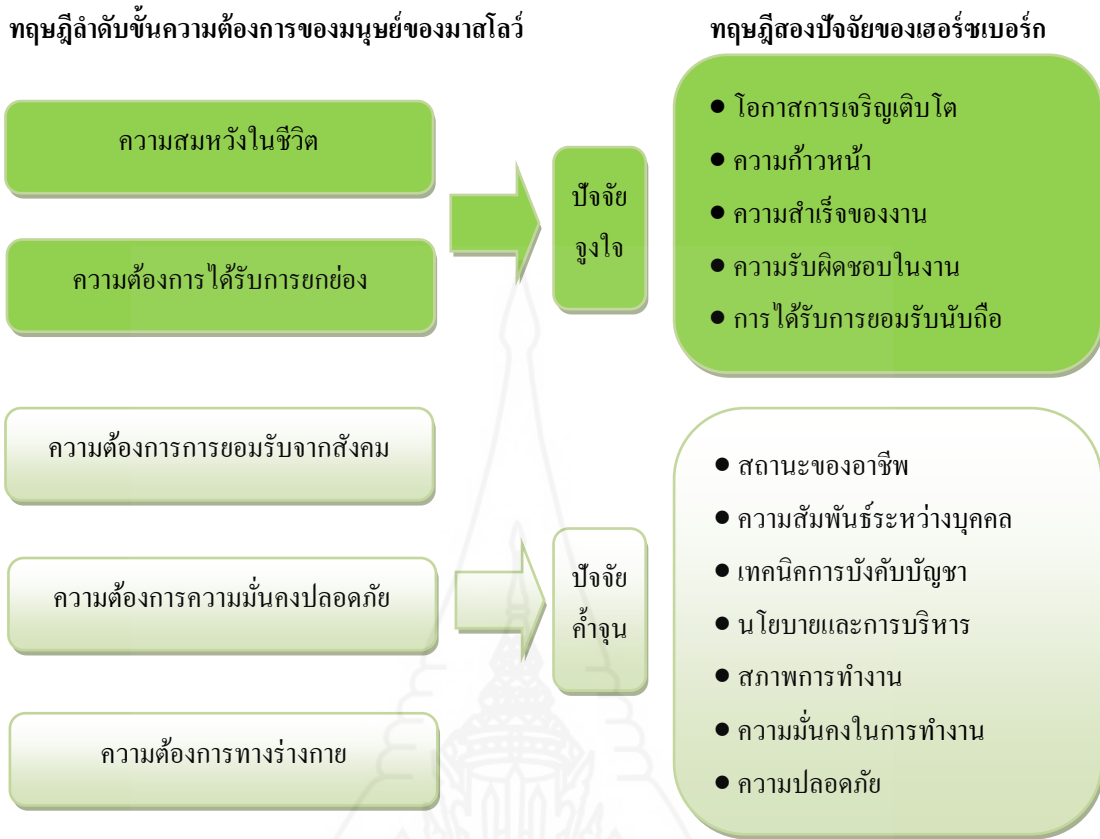 ทฤษฎีลำดับขั้นความต้องการของมนุษย์ของมาสโลว์
ความสมหวังในชีวิต
ความต้องการได้รับการยกย่อง
ความต้องการการยอมรับจากสังคม
ความต้องการความมั่นคงปลอดภัย
ความต้องการทางร่างกาย
ปัจจัย
จูงใจ
ปัจจัย
ค้ำจุน
ทฤษฎีสองปัจจัยของเฮอร์ซเบอร์ก
● โอกาสการเจริญเติบโต
● ความก้าวหน้า
● ความสำเร็จของงาน
● ความรับผิดชอบในงาน
● การได้รับการยอมรับนับถือ
● สถานะของอาชีพ
● ความสัมพันธ์ระหว่างบุคคล
● เทคนิคการบังคับบัญชา
● นโยบายและการบริหาร
● สภาพการทำงาน
● ความมั่นคงในการทำงาน
● ความปลอดภัย